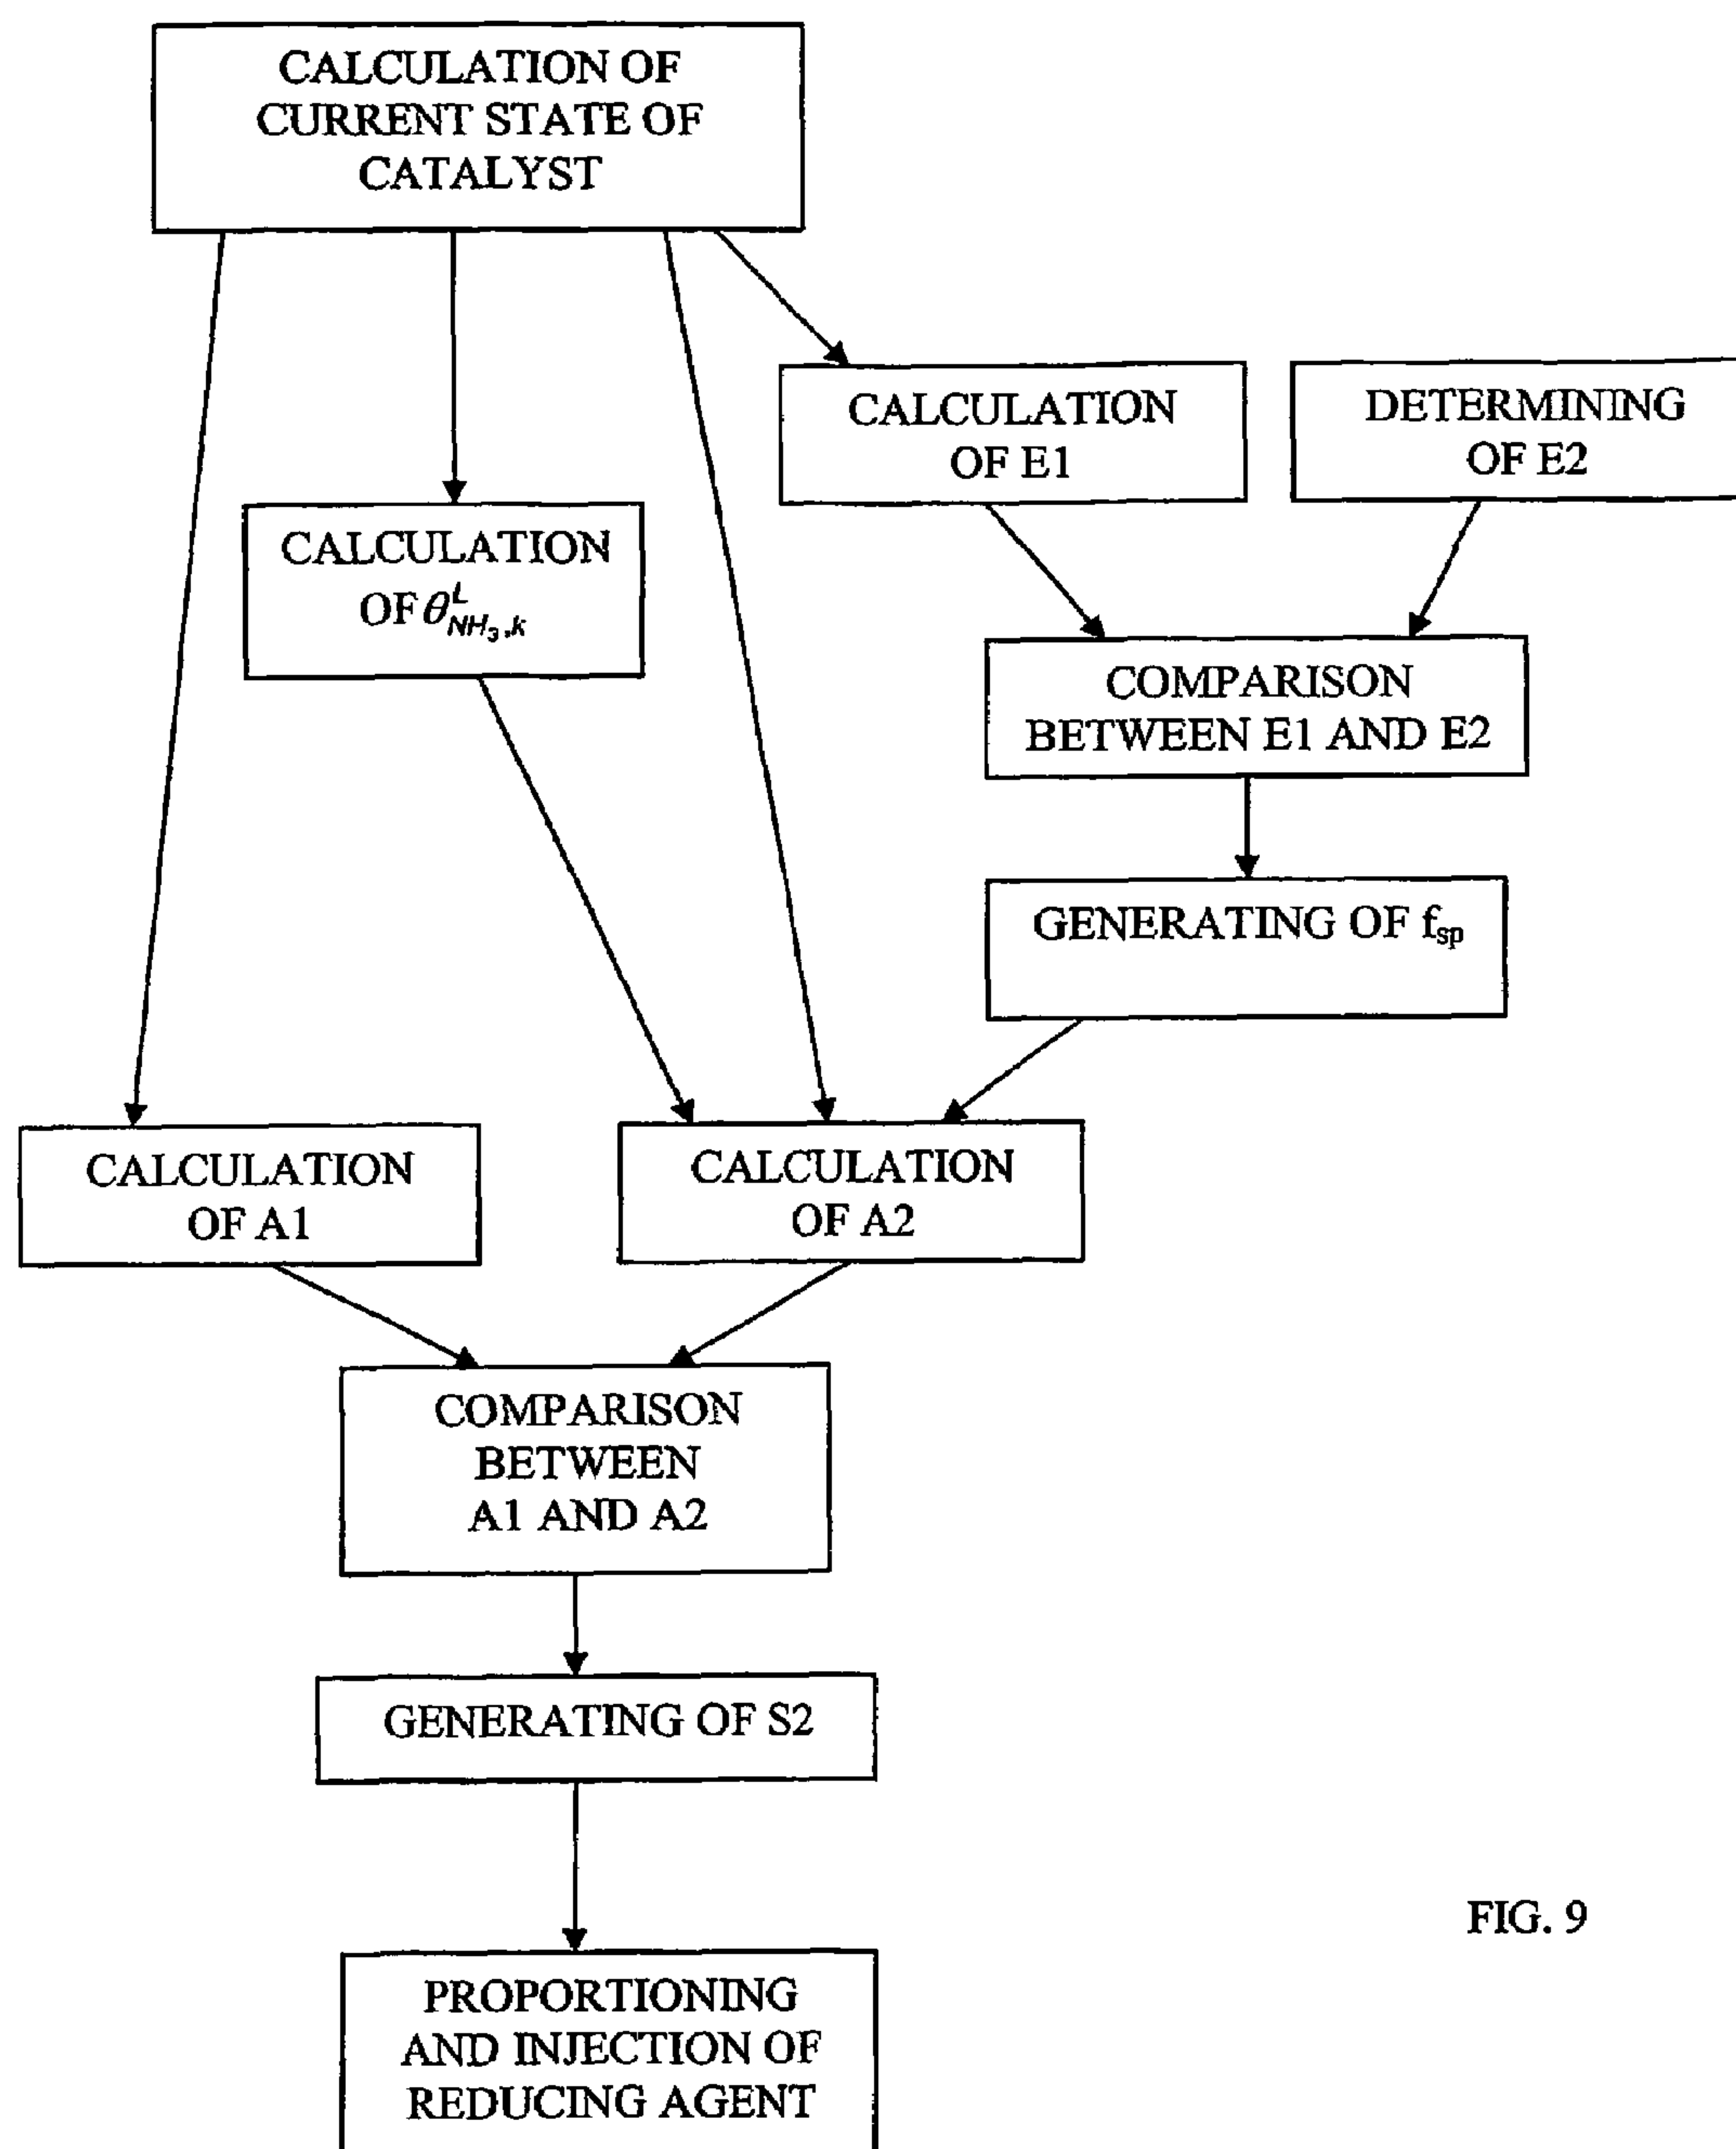 CALCULATION OF
CURRENT STATE OF
CATALYST
CALCULATION
OF E1
DETERMINING
OF E2
CALCULATION
OF θ^L_{NH₃,k}
COMPARISON
BETWEEN E1 AND E2
GENERATING OF f_{sp}
CALCULATION
OF A1
CALCULATION
OF A2
COMPARISON
BETWEEN
A1 AND A2
GENERATING OF S2
PROPORTIONING
AND INJECTION OF
REDUCING AGENT
FIG. 9